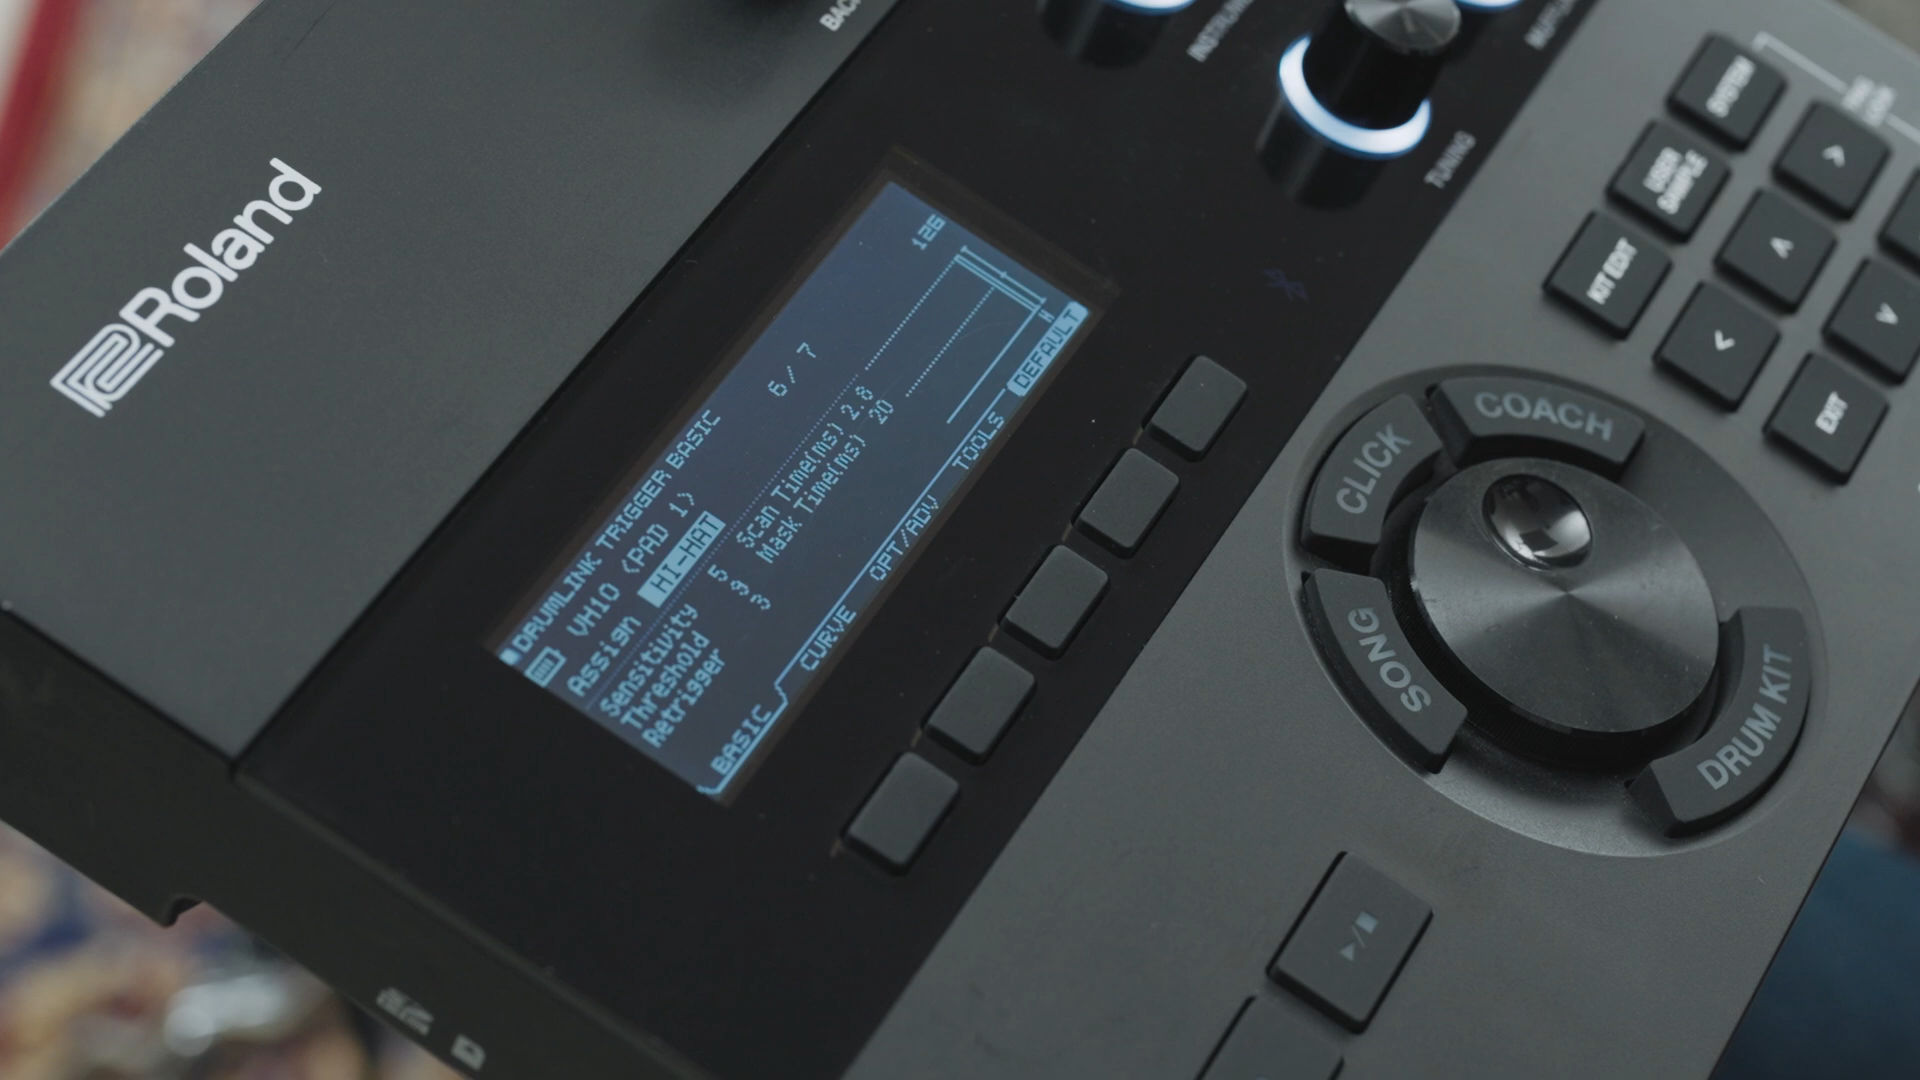 Roland
DRUMLINK TRIGGER BASIC
VH10 (PAD 1) 6/7 126
Assign HI-HAT
Sensitivity 5 Scan Time(ms) 2.8
Threshold 9 Mask Time(ms) 20
Retrigger 3
H
BASIC CURVE OPT/ADV TOOLS DEFAULT
TUNING
SYSTEM
USER SAMPLE
KIT EDIT
EXIT
COACH
CLICK
SONG
DRUM KIT